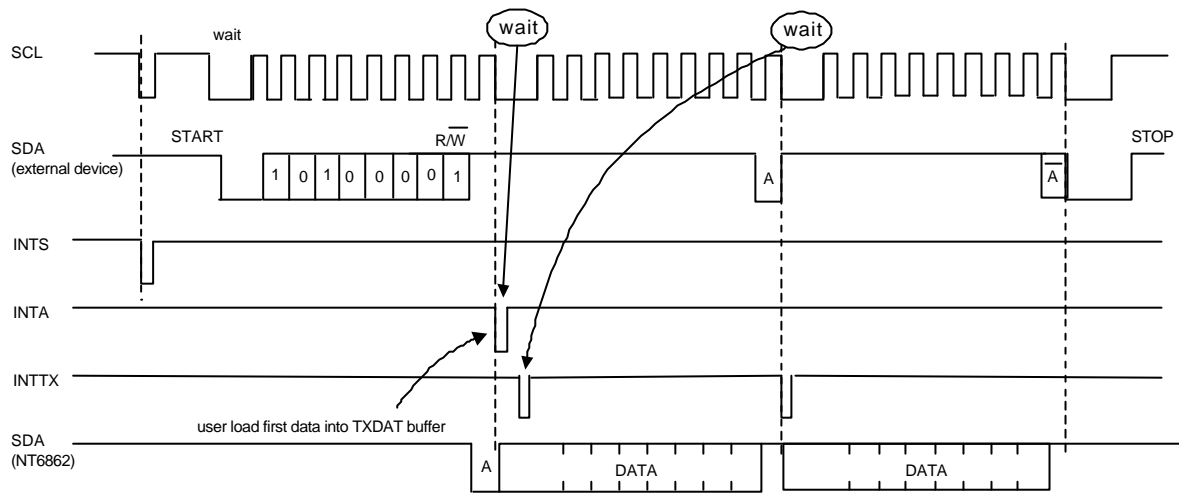 wait
wait
wait
SCL
START
R/W̅
STOP
SDA
(external device)
1 0 1 0 0 0 0 1
A
A̅
INTS
INTA
INTTX
user load first data into TXDAT buffer
SDA
(NT6862)
A
DATA
DATA